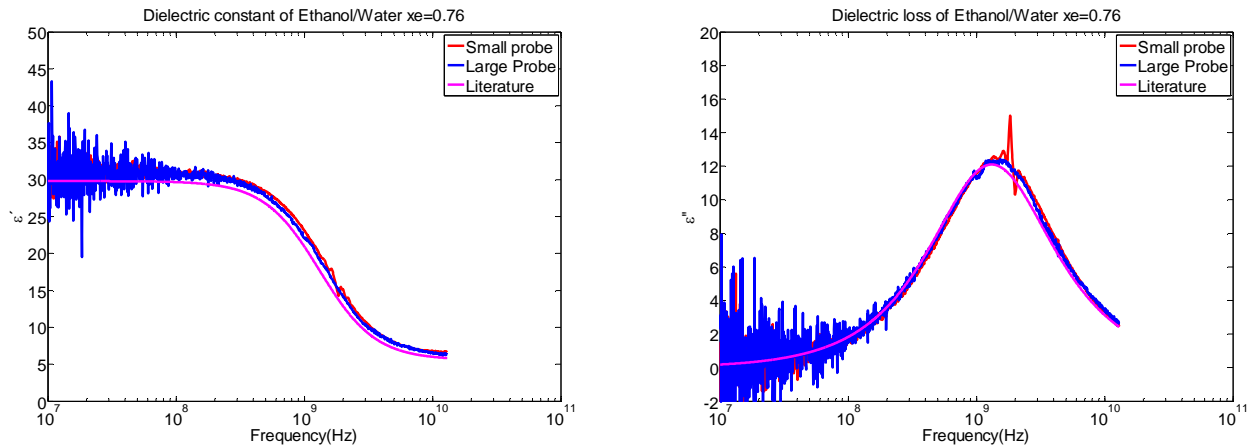 Dielectric constant of Ethanol/Water xe=0.76
50
45
40
35
30
25
20
15
10
5
0
ε´
10^7
10^8
10^9
10^10
10^11
Frequency(Hz)
Small probe
Large Probe
Literature
Dielectric loss of Ethanol/Water xe=0.76
20
18
16
14
12
10
8
6
4
2
0
-2
ε"
10^7
10^8
10^9
10^10
10^11
Frequency(Hz)
Small probe
Large Probe
Literature